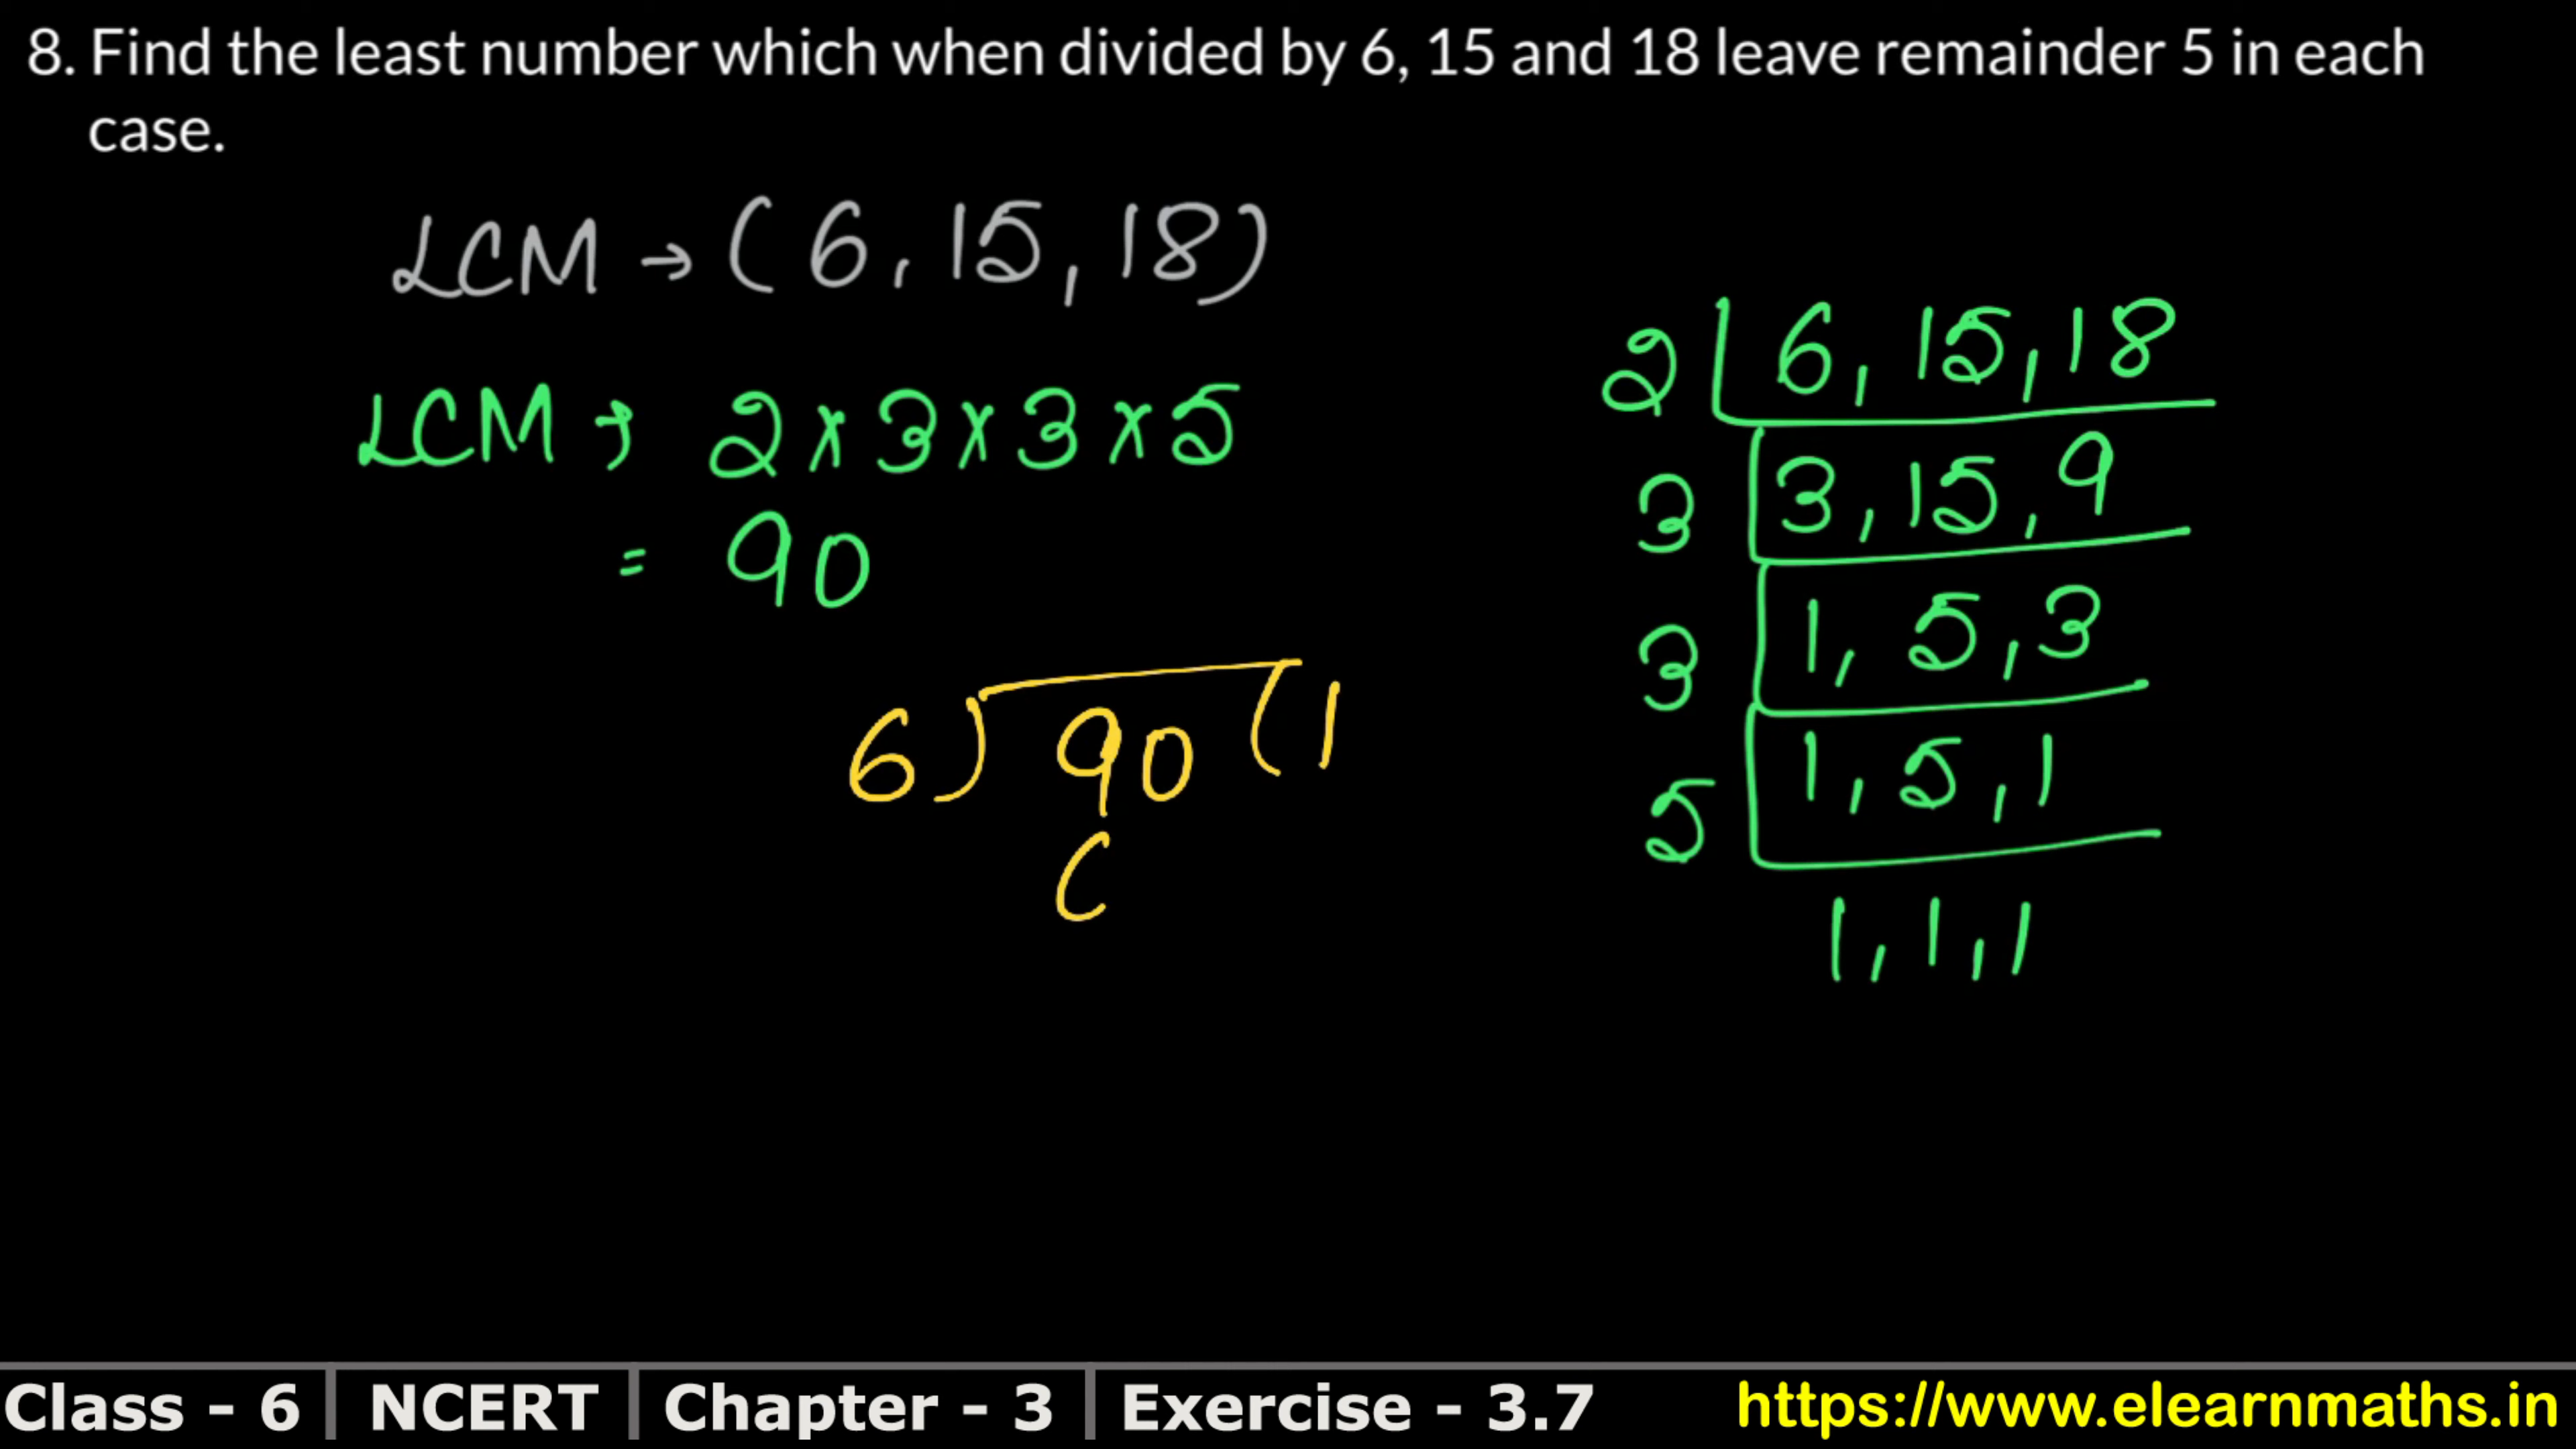 8. Find the least number which when divided by 6, 15 and 18 leave remainder 5 in each
case.
LCM → (6, 15, 18)
LCM → 2 × 3 × 3 × 5
= 90
6) 90 (1
2 | 6, 15, 18
3 | 3, 15, 9
3 | 1, 5, 3
5 | 1, 5, 1
1, 1, 1
Class - 6 | NCERT | Chapter - 3 | Exercise - 3.7 https://www.elearnmaths.in